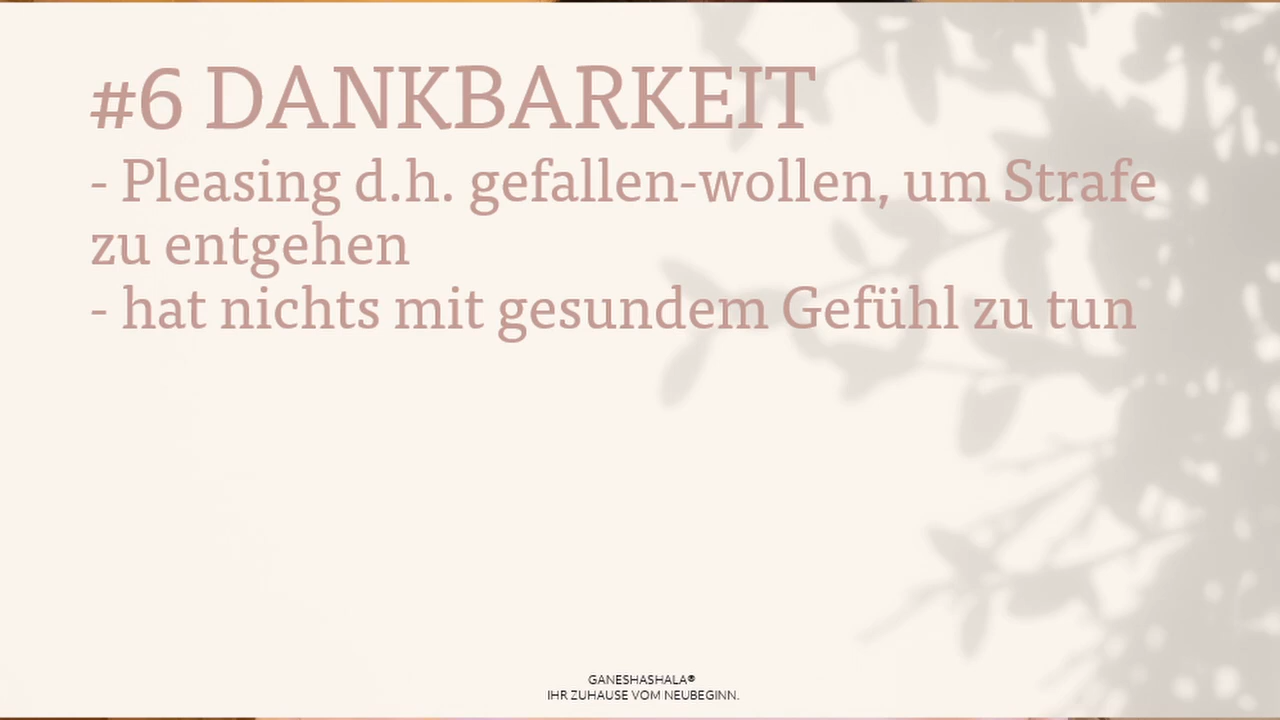 #6 DANKBARKEIT
- Pleasing d.h. gefallen-wollen, um Strafe
zu entgehen
- hat nichts mit gesundem Gefühl zu tun
GANESHASHALA®
IHR ZUHAUSE VOM NEUBEGINN.